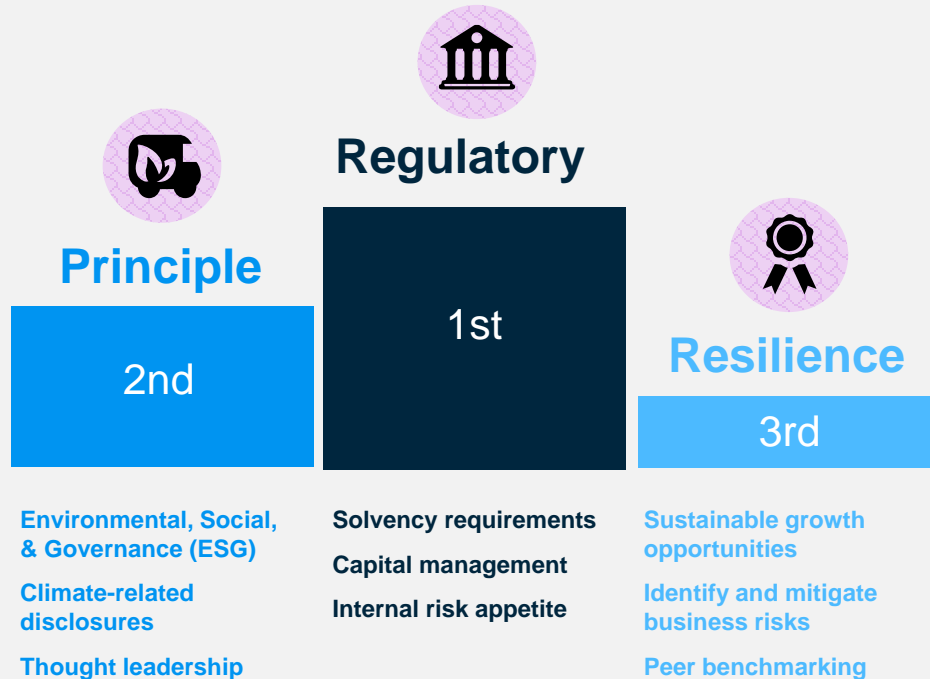 Regulatory
Principle
1st
Resilience
2nd
3rd
Environmental, Social,
& Governance (ESG)
Climate-related
disclosures
Thought leadership
Solvency requirements
Capital management
Internal risk appetite
Sustainable growth
opportunities
Identify and mitigate
business risks
Peer benchmarking